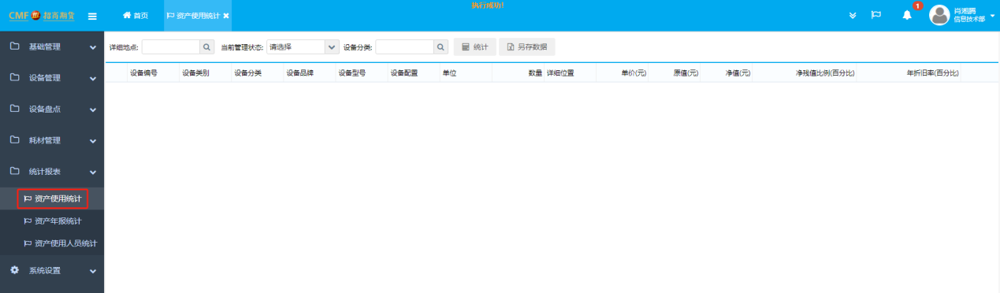 执行成功!
CMF 招商期货
首页
资产使用统计
1
肖湘鹏
信息技术部
基础管理
设备管理
设备盘点
耗材管理
统计报表
资产使用统计
资产年报统计
资产使用人员统计
系统设置
详细地点: 当前管理状态: 请选择 设备分类: 统计 另存数据
设备编号 设备类别 设备分类 设备品牌 设备型号 设备配置 单位 数量 详细位置 单价(元) 原值(元) 净值(元) 净残值比例(百分比) 年折旧率(百分比)